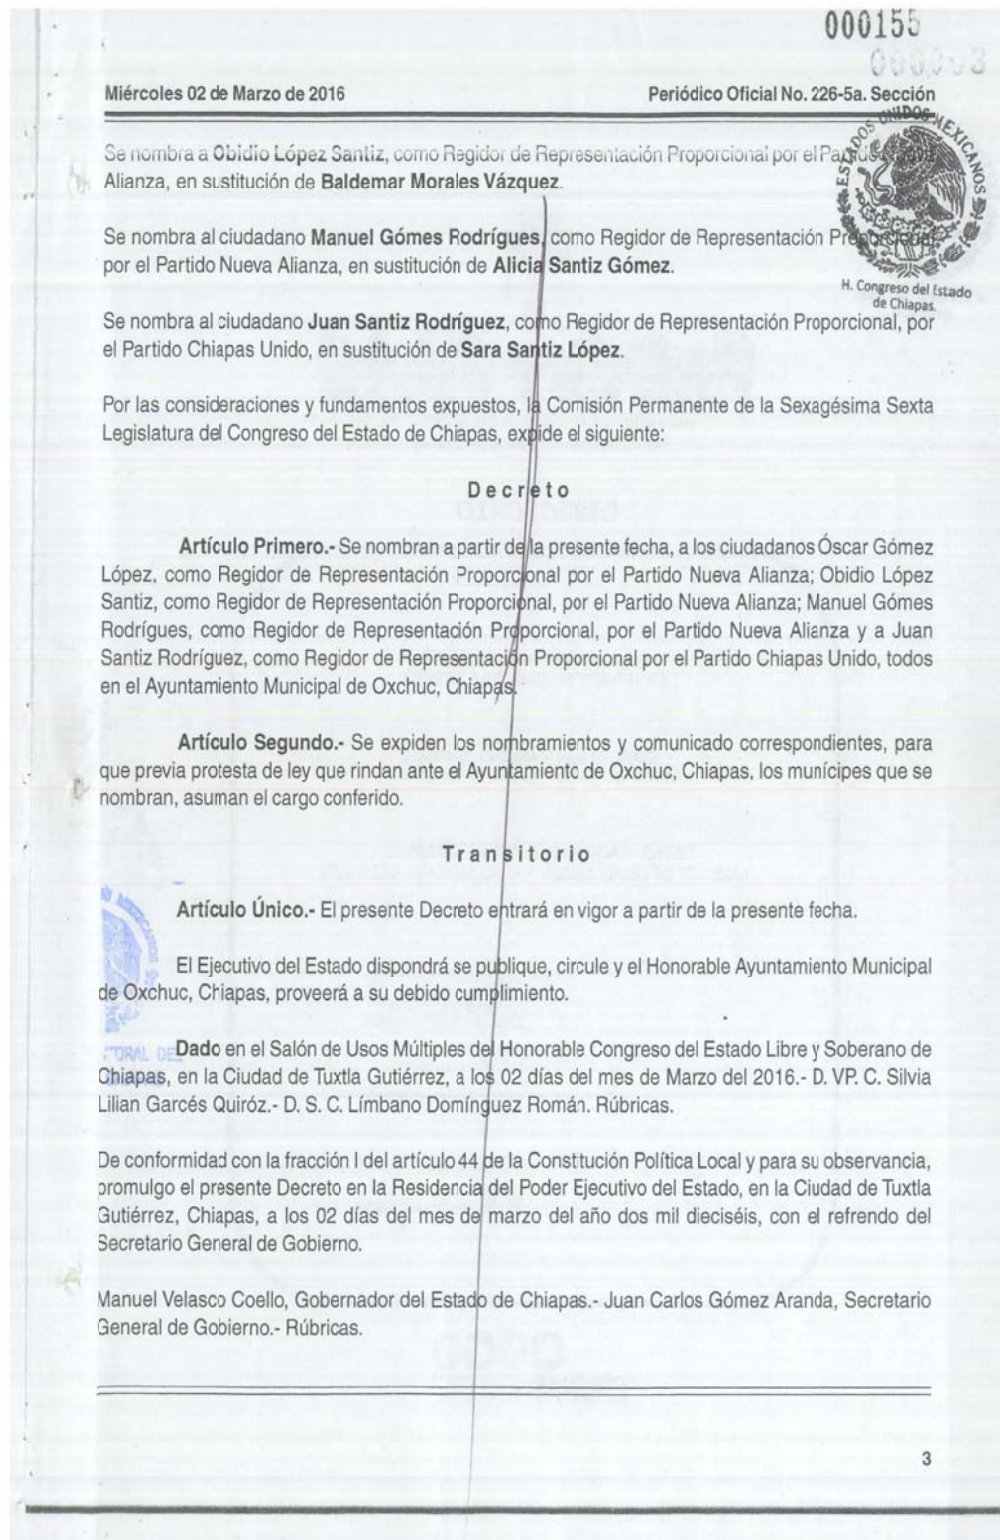 000155
Miércoles 02 de Marzo de 2016 Periódico Oficial No. 226-5a. Sección
ESTADOS UNIDOS MEXICANOS
H. Congreso del Estado
de Chiapas.
Se nombra a Obidio López Santiz, como Regidor de Representación Proporcional por el
Alianza, en sustitución de Baldemar Morales Vázquez.
Se nombra al ciudadano Manuel Gómes Rodrígues, como Regidor de Representación Proporcional
por el Partido Nueva Alianza, en sustitución de Alicia Santiz Gómez.
Se nombra al ciudadano Juan Santiz Rodríguez, como Regidor de Representación Proporcional, por
el Partido Chiapas Unido, en sustitución de Sara Santiz López.
Por las consideraciones y fundamentos expuestos, la Comisión Permanente de la Sexagésima Sexta
Legislatura del Congreso del Estado de Chiapas, expide el siguiente:
Decreto
Artículo Primero.- Se nombran a partir de la presente fecha, a los ciudadanos Óscar Gómez
López, como Regidor de Representación Proporcional por el Partido Nueva Alianza; Obidio López
Santiz, como Regidor de Representación Proporcional, por el Partido Nueva Alianza; Manuel Gómes
Rodrígues, como Regidor de Representación Proporcional, por el Partido Nueva Alianza y a Juan
Santiz Rodríguez, como Regidor de Representación Proporcional por el Partido Chiapas Unido, todos
en el Ayuntamiento Municipal de Oxchuc, Chiapas.
Artículo Segundo.- Se expiden los nombramientos y comunicado correspondientes, para
que previa protesta de ley que rindan ante el Ayuntamiento de Oxchuc, Chiapas, los munícipes que se
nombran, asuman el cargo conferido.
Transitorio
Artículo Único.- El presente Decreto entrará en vigor a partir de la presente fecha.
El Ejecutivo del Estado dispondrá se publique, circule y el Honorable Ayuntamiento Municipal
de Oxchuc, Chiapas, proveerá a su debido cumplimiento.
Dado en el Salón de Usos Múltiples del Honorable Congreso del Estado Libre y Soberano de
Chiapas, en la Ciudad de Tuxtla Gutiérrez, a los 02 días del mes de Marzo del 2016.- D. VP. C. Silvia
Lilian Garcés Quiróz.- D. S. C. Límbano Domínguez Román. Rúbricas.
De conformidad con la fracción I del artículo 44 de la Constitución Política Local y para su observancia,
promulgo el presente Decreto en la Residencia del Poder Ejecutivo del Estado, en la Ciudad de Tuxtla
Gutiérrez, Chiapas, a los 02 días del mes de marzo del año dos mil dieciséis, con el refrendo del
Secretario General de Gobierno.
Manuel Velasco Coello, Gobernador del Estado de Chiapas.- Juan Carlos Gómez Aranda, Secretario
General de Gobierno.- Rúbricas.
3